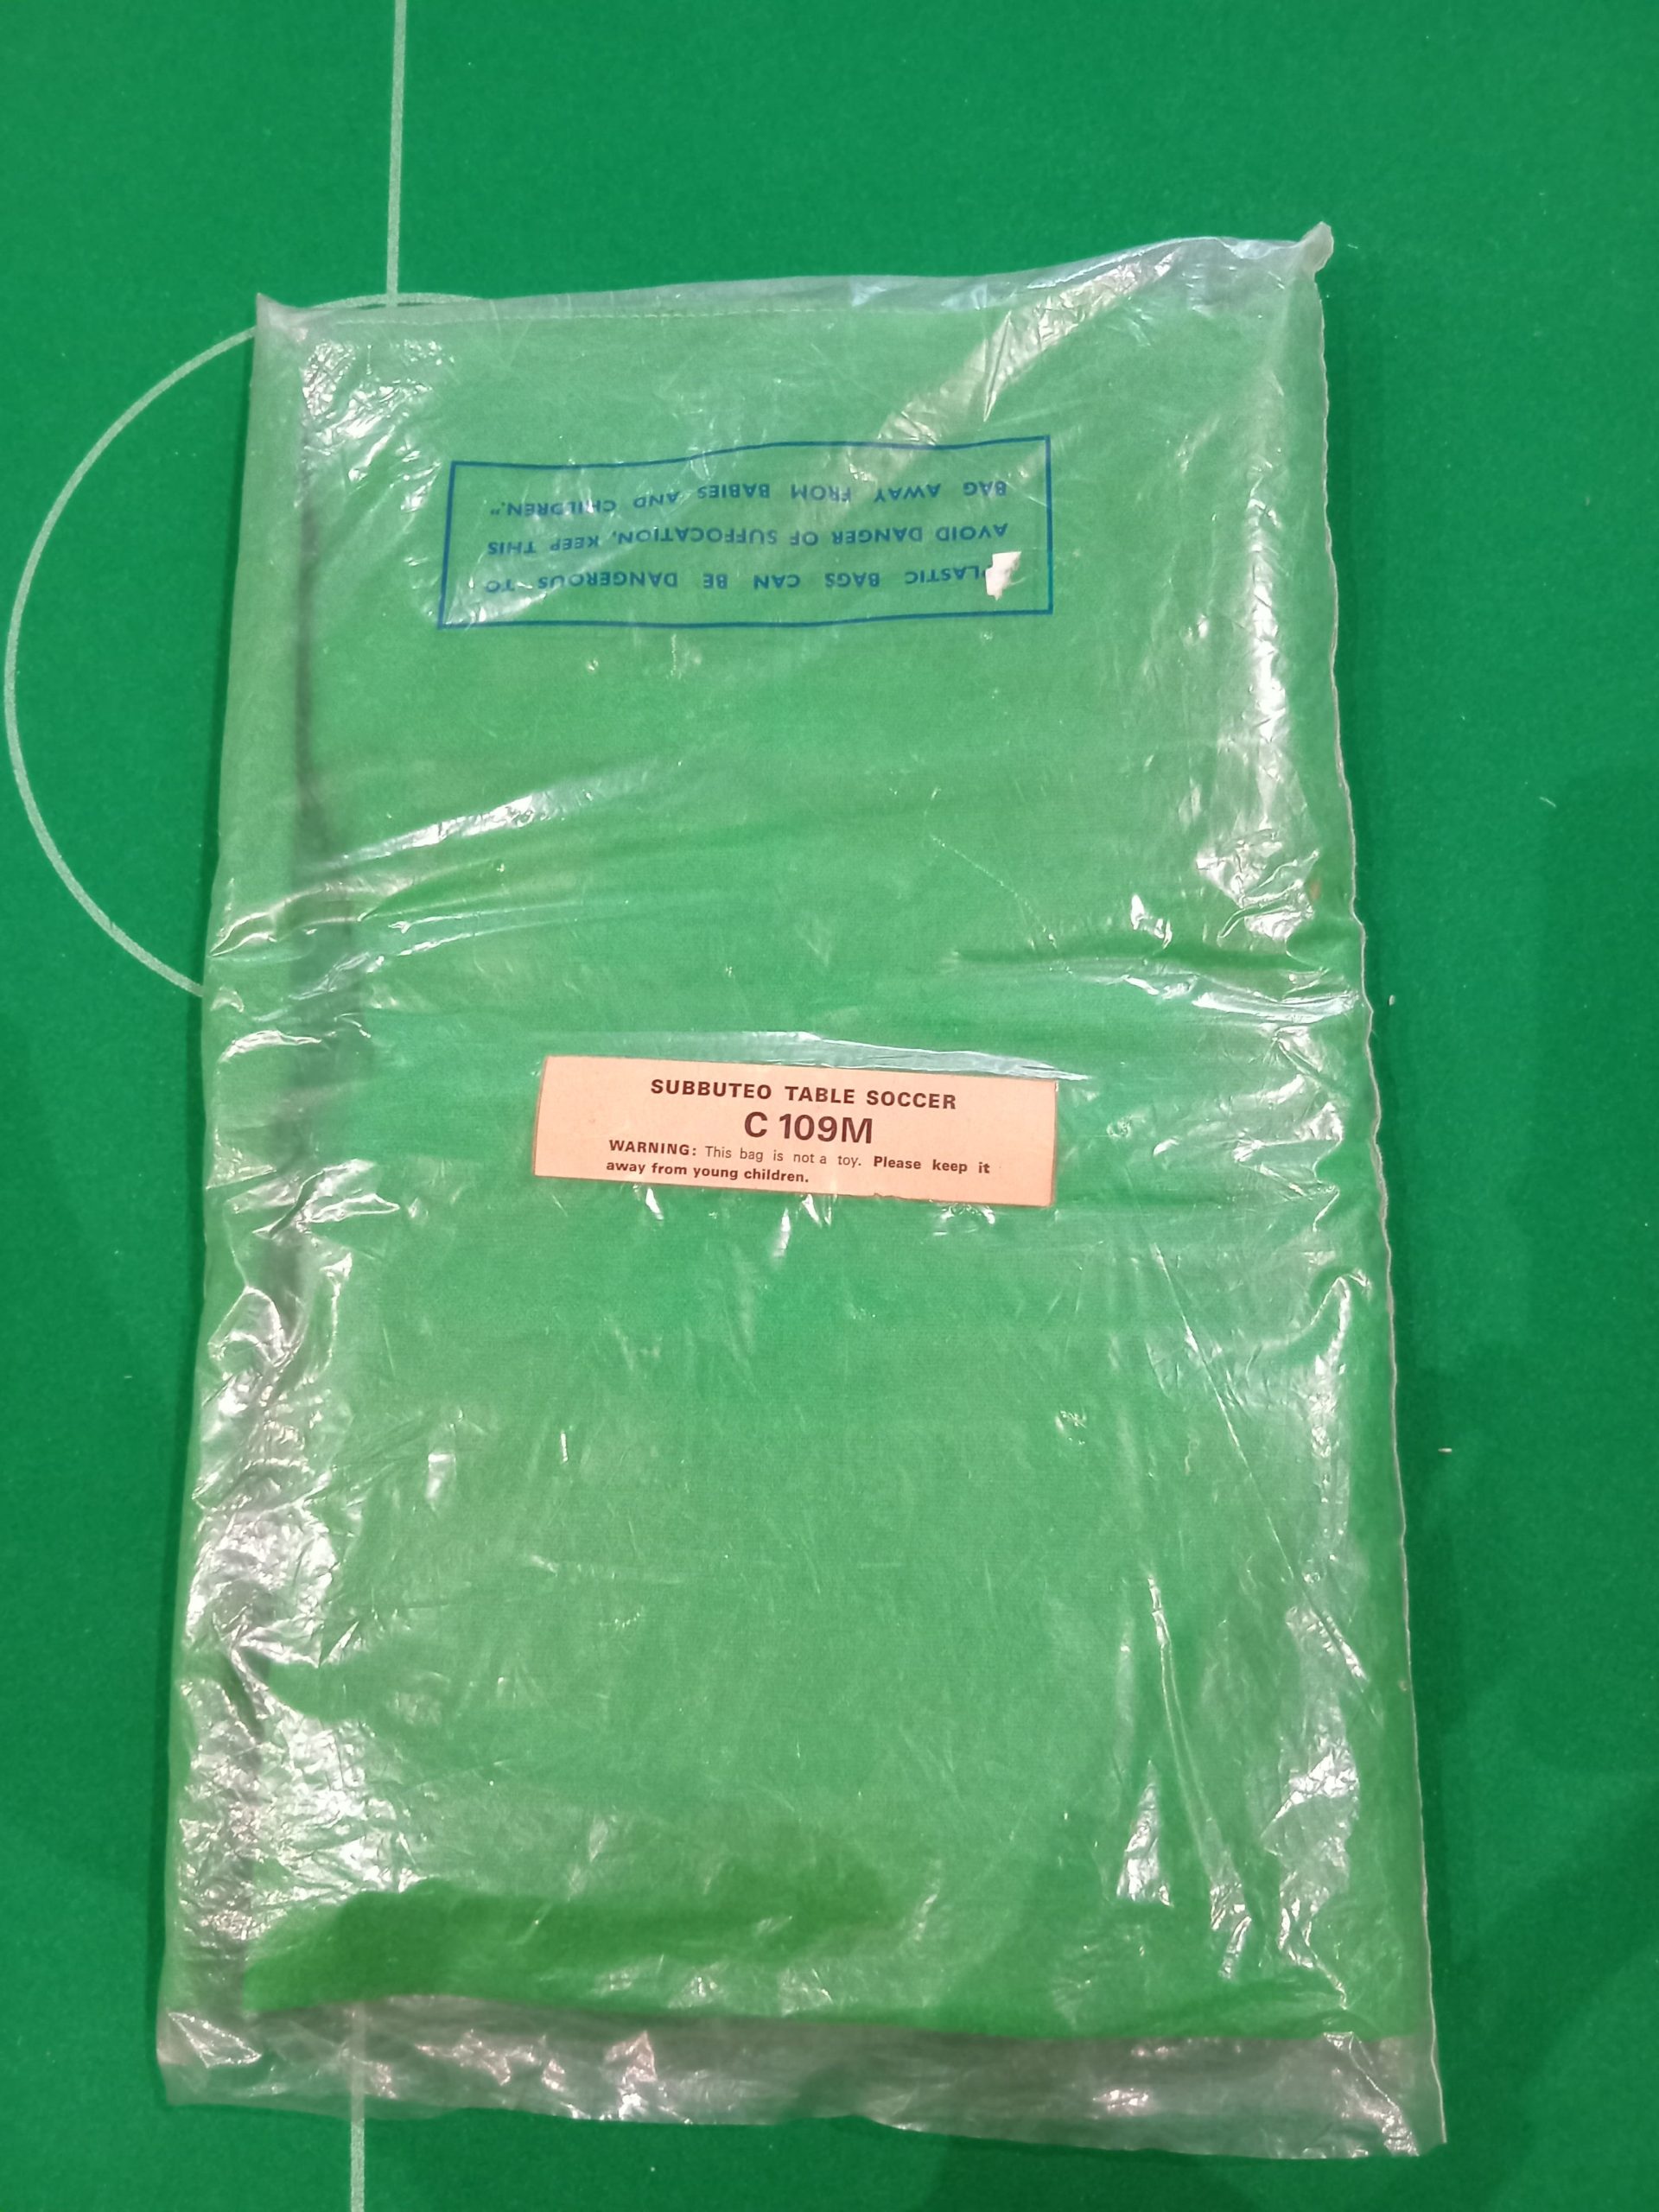 PLASTIC BAGS CAN BE DANGEROUS TO
AVOID DANGER OF SUFFOCATION, KEEP THIS
BAG AWAY FROM BABIES AND CHILDREN."
SUBBUTEO TABLE SOCCER
C 109M
WARNING: This bag is not a toy. Please keep it
away from young children.